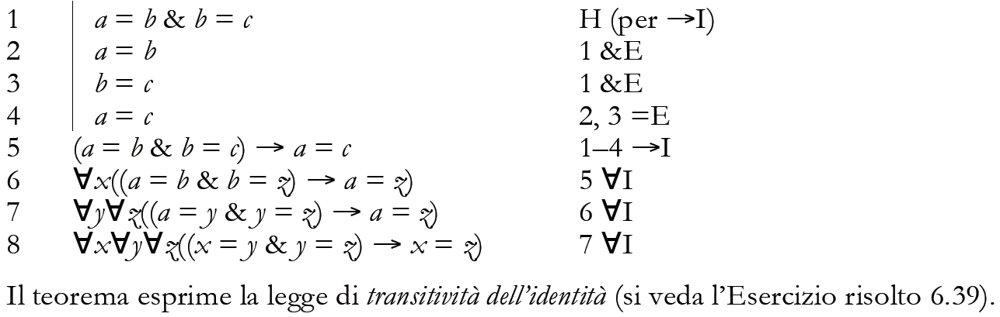 1 a = b & b = c H (per →I)
2 a = b 1 &E
3 b = c 1 &E
4 a = c 2, 3 =E
5 (a = b & b = c) → a = c 1–4 →I
6 ∀x((a = b & b = z) → a = z) 5 ∀I
7 ∀y∀z((a = y & y = z) → a = z) 6 ∀I
8 ∀x∀y∀z((x = y & y = z) → x = z) 7 ∀I
Il teorema esprime la legge di transitività dell’identità (si veda l’Esercizio risolto 6.39).